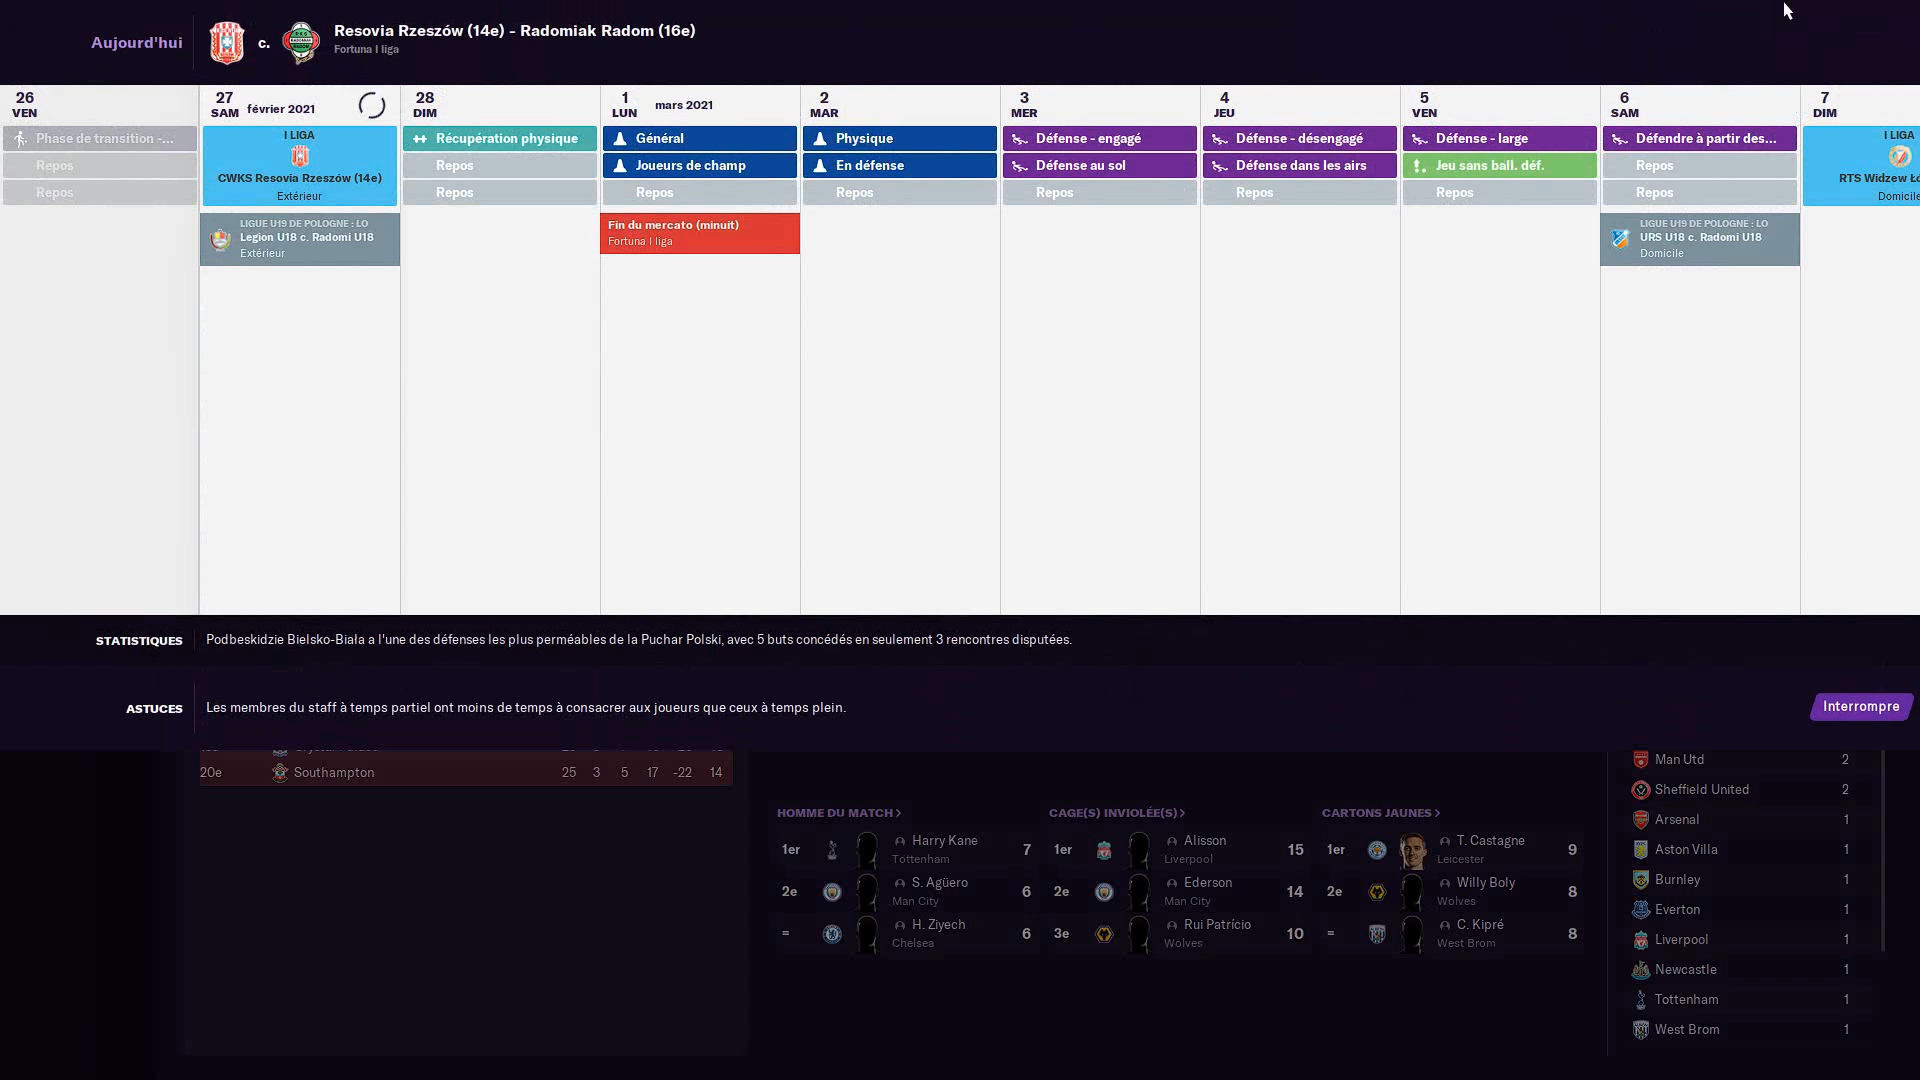 Aujourd'hui
c.
Resovia Rzeszów (14e) - Radomiak Radom (16e)
Fortuna I liga
26
VEN
27
SAM février 2021
28
DIM
1
LUN mars 2021
2
MAR
3
MER
4
JEU
5
VEN
6
SAM
7
DIM
Phase de transition -...
Repos
Repos
I LIGA
CWKS Resovia Rzeszów (14e)
Extérieur
LIGUE U19 DE POLOGNE : LO
Legion U18 c. Radomi U18
Extérieur
Récupération physique
Repos
Repos
Général
Joueurs de champ
Repos
Fin du mercato (minuit)
Fortuna I liga
Physique
En défense
Repos
Défense - engagé
Défense au sol
Repos
Défense - désengagé
Défense dans les airs
Repos
Défense - large
Jeu sans ball. déf.
Repos
Défendre à partir des...
Repos
Repos
LIGUE U19 DE POLOGNE : LO
URS U18 c. Radomi U18
Domicile
I LIGA
RTS Widzew
Domicile
STATISTIQUES Podbeskidzie Bielsko-Biała a l'une des défenses les plus perméables de la Puchar Polski, avec 5 buts concédés en seulement 3 rencontres disputées.
ASTUCES Les membres du staff à temps partiel ont moins de temps à consacrer aux joueurs que ceux à temps plein.
Interrompre
20e Southampton 25 3 5 17 -22 14
HOMME DU MATCH >
1er Harry Kane 7
Tottenham
2e S. Agüero 6
Man City
= H. Ziyech 6
Chelsea
CAGE(S) INVIOLÉE(S) >
1er Alisson 15
Liverpool
2e Ederson 14
Man City
3e Rui Patrício 10
Wolves
CARTONS JAUNES >
1er T. Castagne 9
Leicester
2e Willy Boly 8
Wolves
= C. Kipré 8
West Brom
Man Utd 2
Sheffield United 2
Arsenal 1
Aston Villa 1
Burnley 1
Everton 1
Liverpool 1
Newcastle 1
Tottenham 1
West Brom 1